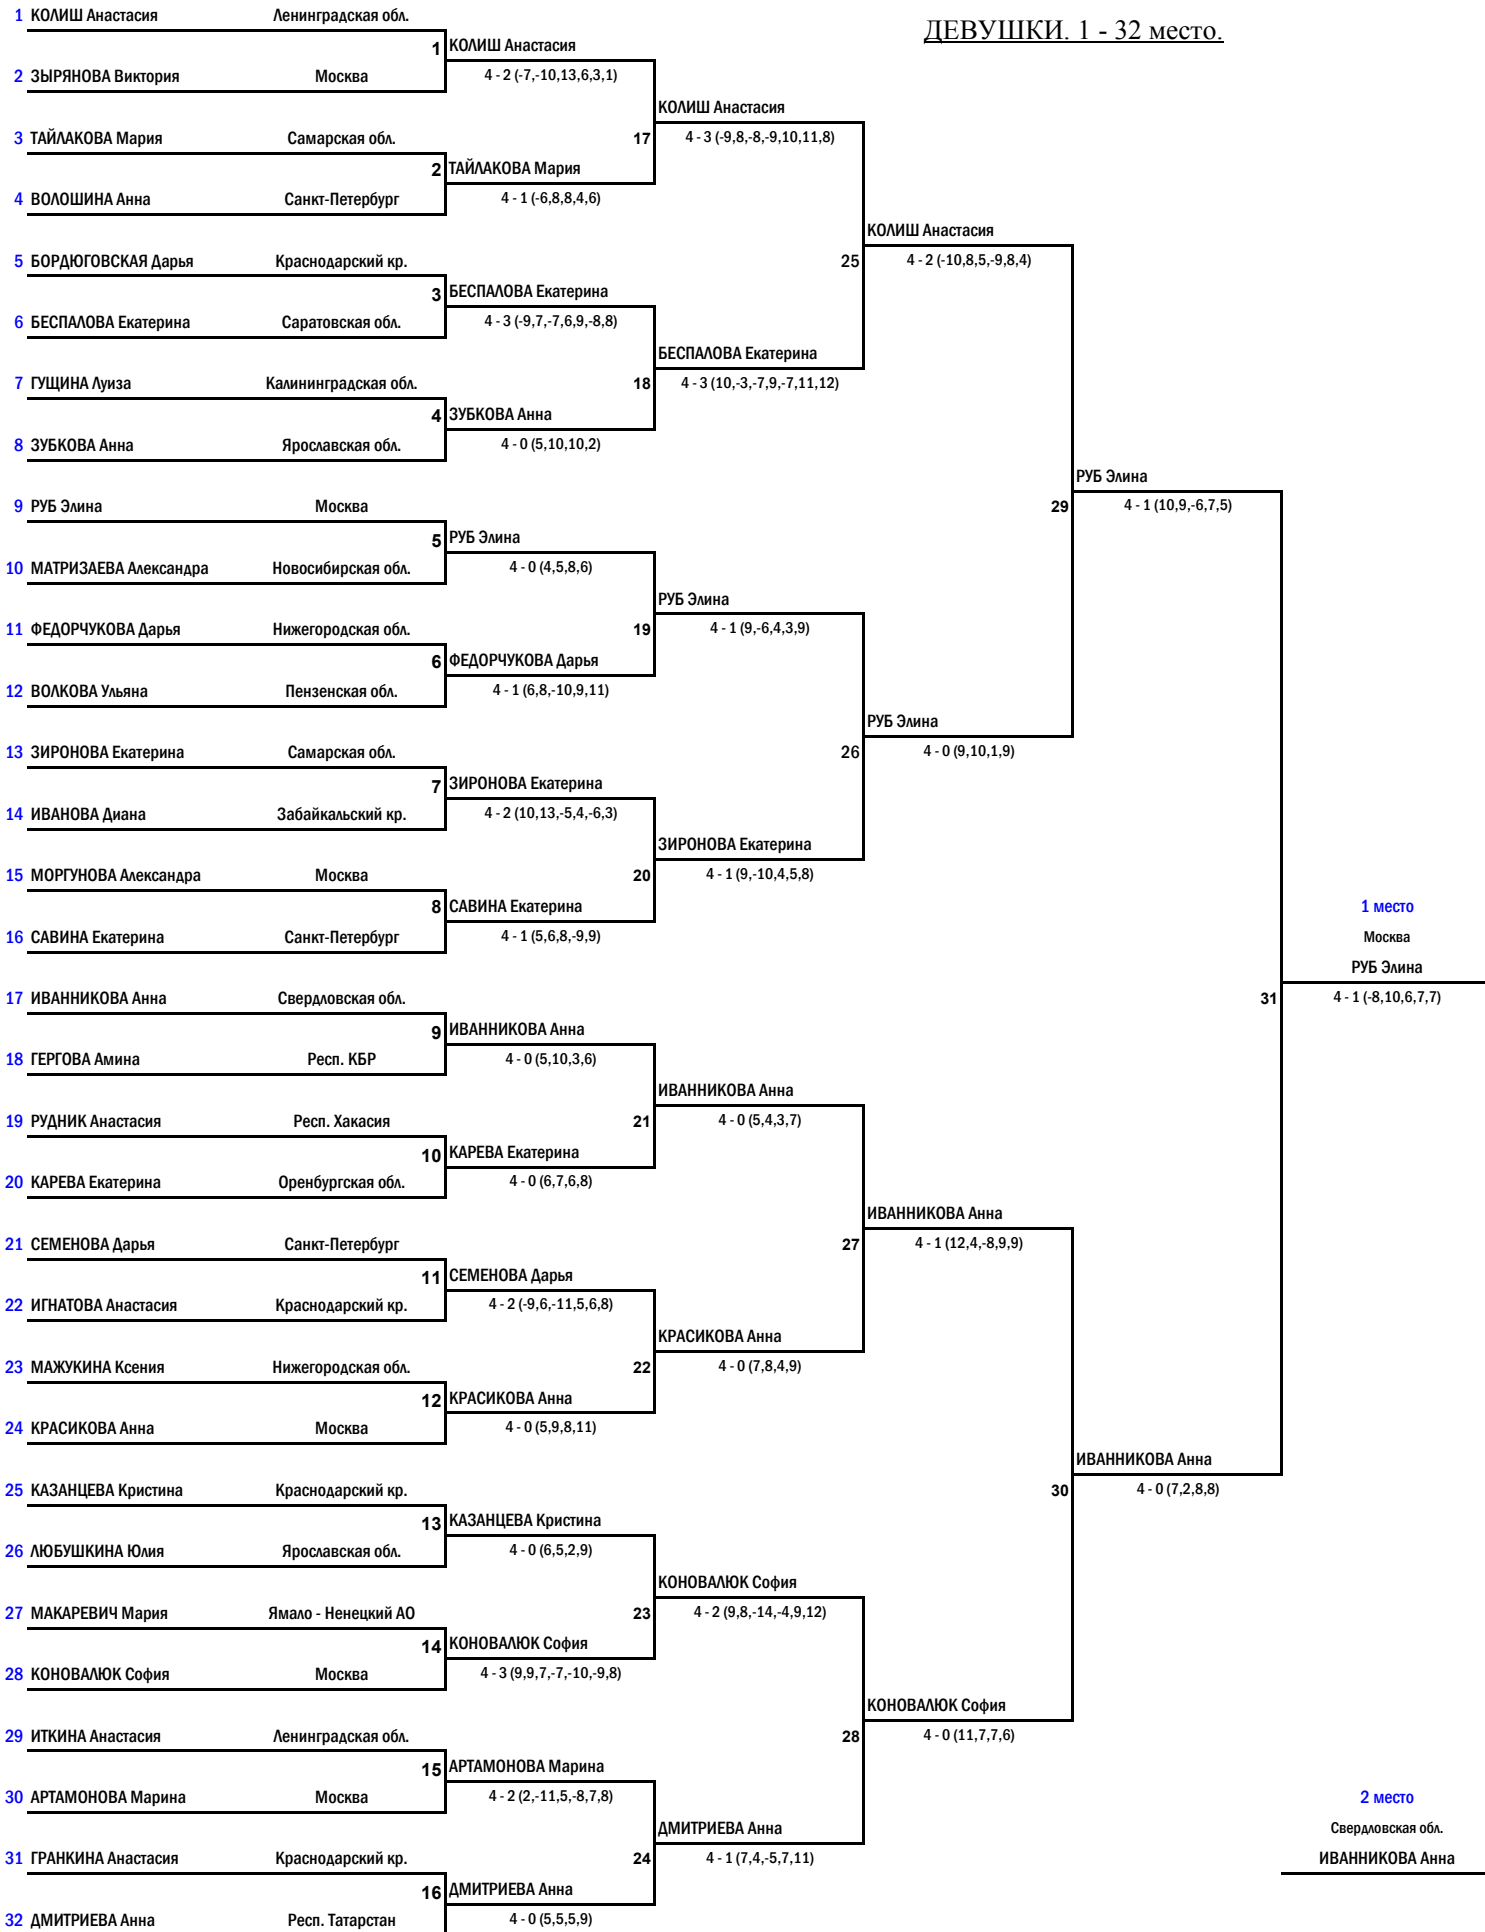 ДЕВУШКИ. 1 - 32 место.
1 КОЛИШ Анастасия Ленинградская обл.
1 КОЛИШ Анастасия
2 ЗЫРЯНОВА Виктория Москва
4 - 2 (-7,-10,13,6,3,1)
КОЛИШ Анастасия
3 ТАЙЛАКОВА Мария Самарская обл.
17 4 - 3 (-9,8,-8,-9,10,11,8)
2 ТАЙЛАКОВА Мария
4 ВОЛОШИНА Анна Санкт-Петербург
4 - 1 (-6,8,8,4,6)
КОЛИШ Анастасия
5 БОРДЮГОВСКАЯ Дарья Краснодарский кр.
25 4 - 2 (-10,8,5,-9,8,4)
3 БЕСПАЛОВА Екатерина
6 БЕСПАЛОВА Екатерина Саратовская обл.
4 - 3 (-9,7,-7,6,9,-8,8)
БЕСПАЛОВА Екатерина
7 ГУЩИНА Луиза Калининградская обл.
18 4 - 3 (10,-3,-7,9,-7,11,12)
4 ЗУБКОВА Анна
8 ЗУБКОВА Анна Ярославская обл.
4 - 0 (5,10,10,2)
РУБ Элина
9 РУБ Элина Москва
29 4 - 1 (10,9,-6,7,5)
5 РУБ Элина
10 МАТРИЗАЕВА Александра Новосибирская обл.
4 - 0 (4,5,8,6)
РУБ Элина
11 ФЕДОРЧУКОВА Дарья Нижегородская обл.
19 4 - 1 (9,-6,4,3,9)
6 ФЕДОРЧУКОВА Дарья
12 ВОЛКОВА Ульяна Пензенская обл.
4 - 1 (6,8,-10,9,11)
РУБ Элина
13 ЗИРОНОВА Екатерина Самарская обл.
26 4 - 0 (9,10,1,9)
7 ЗИРОНОВА Екатерина
14 ИВАНОВА Диана Забайкальский кр.
4 - 2 (10,13,-5,4,-6,3)
ЗИРОНОВА Екатерина
15 МОРГУНОВА Александра Москва
20 4 - 1 (9,-10,4,5,8)
8 САВИНА Екатерина
1 место
16 САВИНА Екатерина Санкт-Петербург
4 - 1 (5,6,8,-9,9)
Москва
РУБ Элина
17 ИВАННИКОВА Анна Свердловская обл.
31 4 - 1 (-8,10,6,7,7)
9 ИВАННИКОВА Анна
18 ГЕРГОВА Амина Респ. КБР
4 - 0 (5,10,3,6)
ИВАННИКОВА Анна
19 РУДНИК Анастасия Респ. Хакасия
21 4 - 0 (5,4,3,7)
10 КАРЕВА Екатерина
20 КАРЕВА Екатерина Оренбургская обл.
4 - 0 (6,7,6,8)
ИВАННИКОВА Анна
21 СЕМЕНОВА Дарья Санкт-Петербург
27 4 - 1 (12,4,-8,9,9)
11 СЕМЕНОВА Дарья
22 ИГНАТОВА Анастасия Краснодарский кр.
4 - 2 (-9,6,-11,5,6,8)
КРАСИКОВА Анна
23 МАЖУКИНА Ксения Нижегородская обл.
22 4 - 0 (7,8,4,9)
12 КРАСИКОВА Анна
24 КРАСИКОВА Анна Москва
4 - 0 (5,9,8,11)
ИВАННИКОВА Анна
25 КАЗАНЦЕВА Кристина Краснодарский кр.
30 4 - 0 (7,2,8,8)
13 КАЗАНЦЕВА Кристина
26 ЛЮБУШКИНА Юлия Ярославская обл.
4 - 0 (6,5,2,9)
КОНОВАЛЮК София
27 МАКАРЕВИЧ Мария Ямало - Ненецкий АО
23 4 - 2 (9,8,-14,-4,9,12)
14 КОНОВАЛЮК София
28 КОНОВАЛЮК София Москва
4 - 3 (9,9,7,-7,-10,-9,8)
КОНОВАЛЮК София
29 ИТКИНА Анастасия Ленинградская обл.
28 4 - 0 (11,7,7,6)
15 АРТАМОНОВА Марина
30 АРТАМОНОВА Марина Москва
4 - 2 (2,-11,5,-8,7,8)
2 место
ДМИТРИЕВА Анна
Свердловская обл.
31 ГРАНКИНА Анастасия Краснодарский кр.
24 4 - 1 (7,4,-5,7,11)
ИВАННИКОВА Анна
16 ДМИТРИЕВА Анна
32 ДМИТРИЕВА Анна Респ. Татарстан
4 - 0 (5,5,5,9)